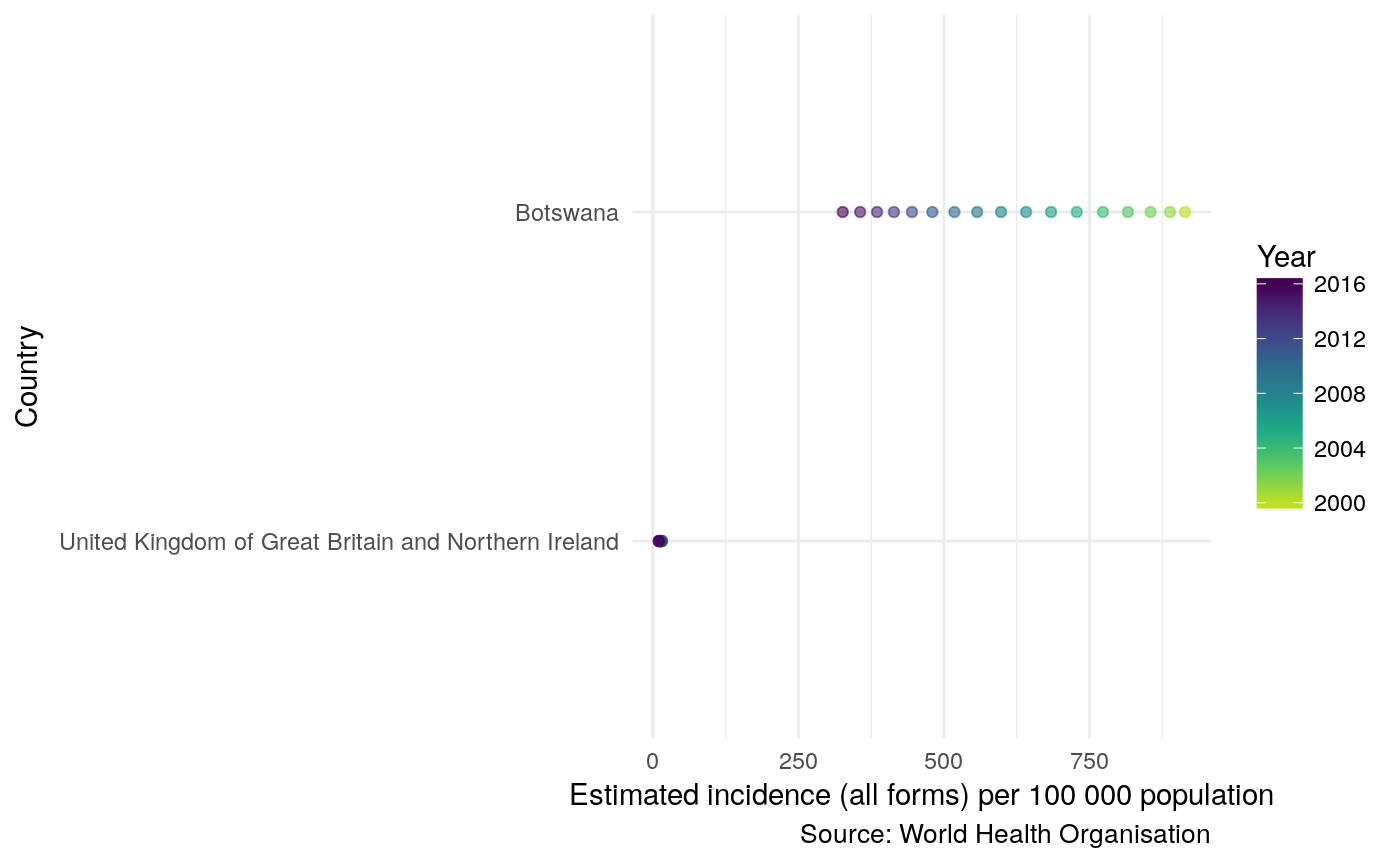 Botswana
United Kingdom of Great Britain and Northern Ireland
Country
0 250 500 750
Estimated incidence (all forms) per 100 000 population
Source: World Health Organisation
Year
2016
2012
2008
2004
2000